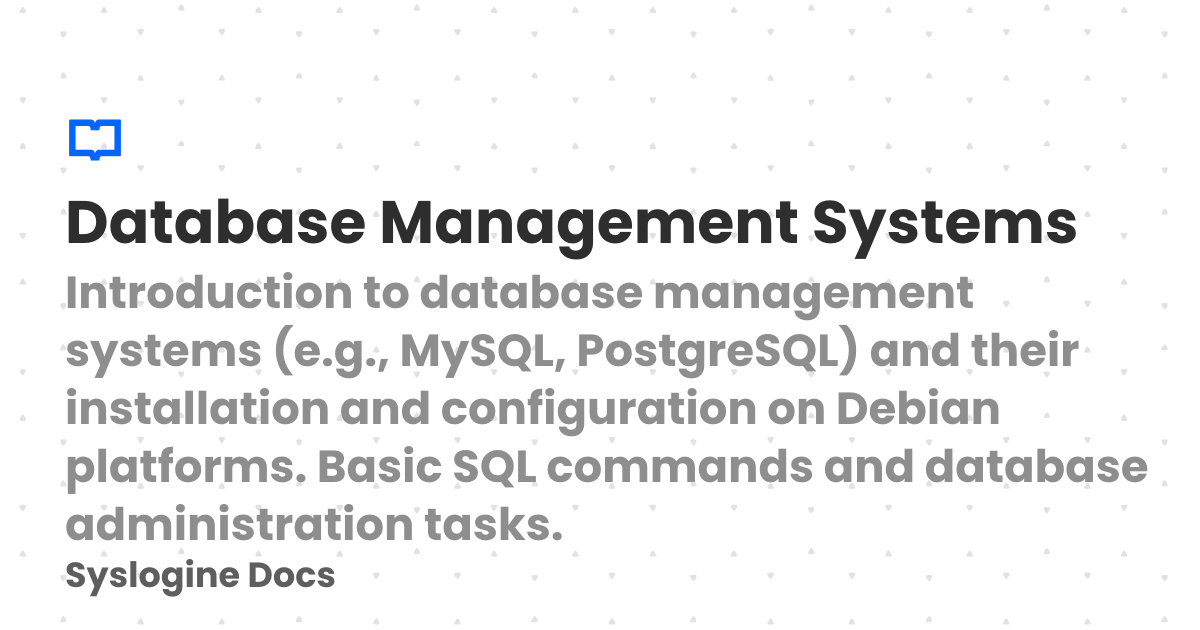 Database Management Systems
Introduction to database management
systems (e.g., MySQL, PostgreSQL) and their
installation and configuration on Debian
platforms. Basic SQL commands and database
administration tasks.
Syslogine Docs